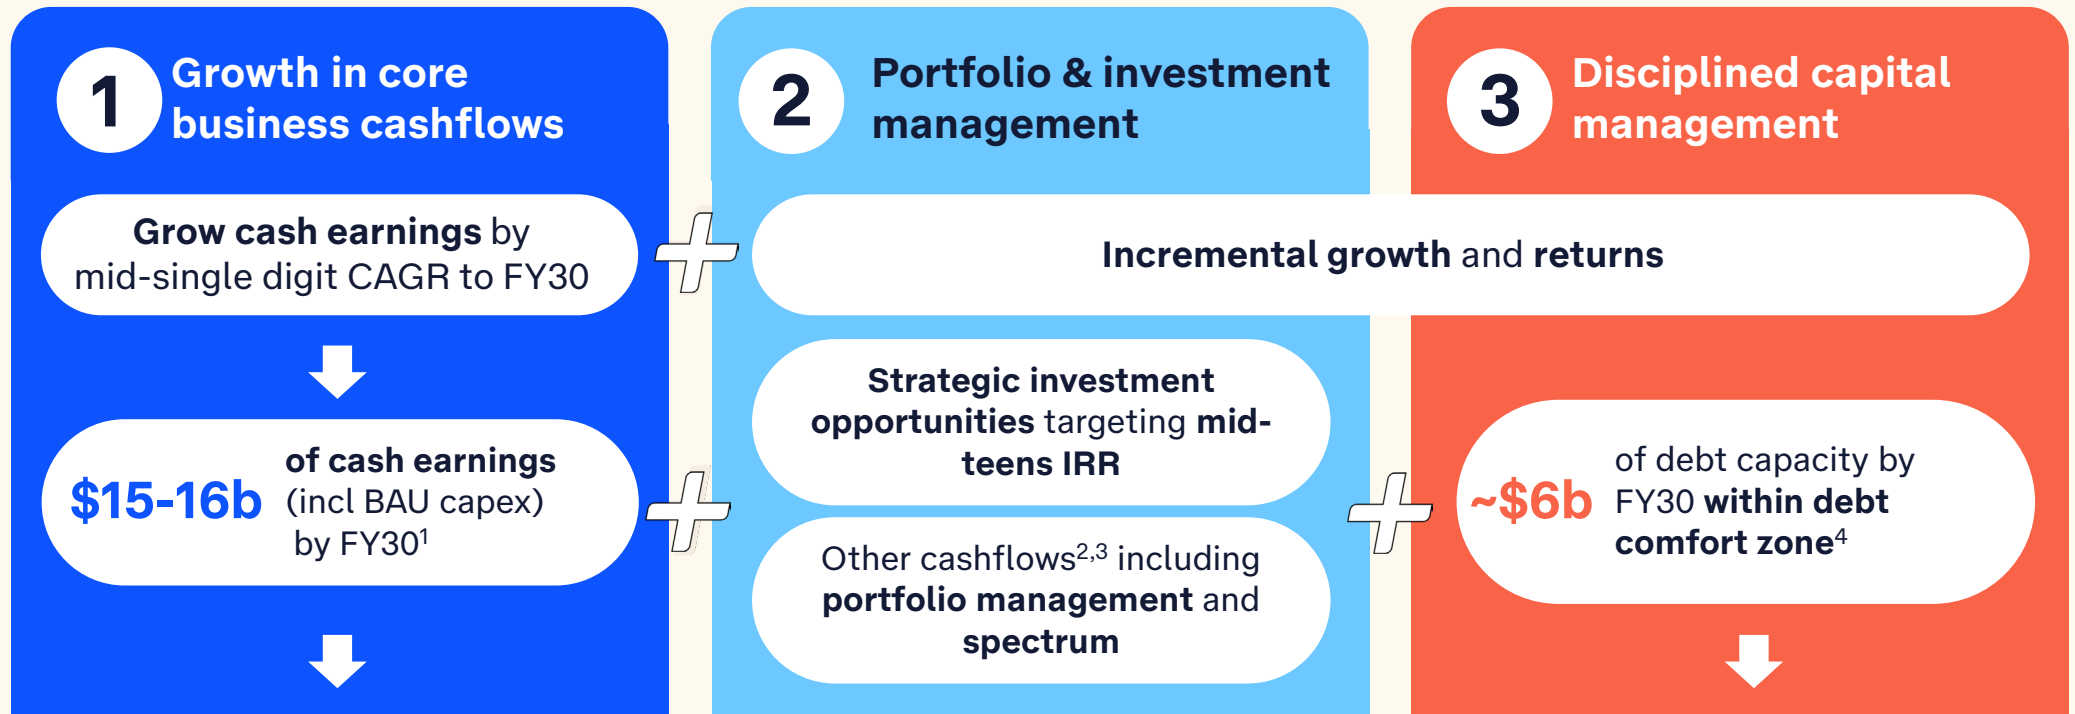 1
Growth in core
business cashflows
Grow cash earnings by
mid-single digit CAGR to FY30
$15-16b
of cash earnings
(incl BAU capex)
by FY30¹
2
Portfolio & investment
management
Incremental growth and returns
Strategic investment
opportunities targeting mid-
teens IRR
Other cashflows²,³ including
portfolio management and
spectrum
3
Disciplined capital
management
~$6b
of debt capacity by
FY30 within debt
comfort zone⁴